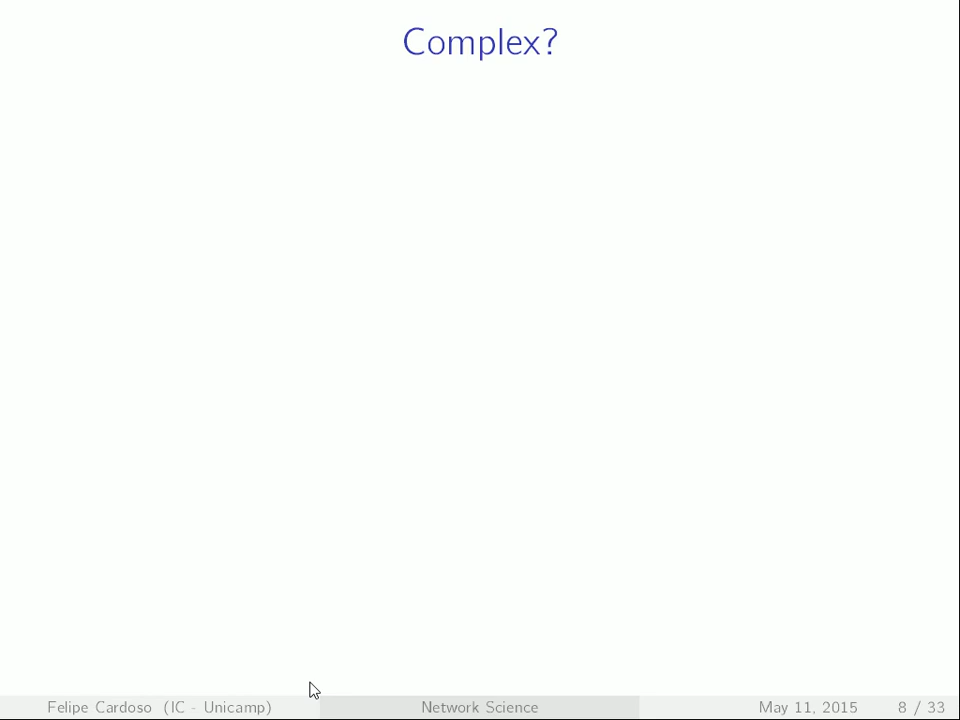 Complex?
Felipe Cardoso (IC - Unicamp) Network Science May 11, 2015 8 / 33